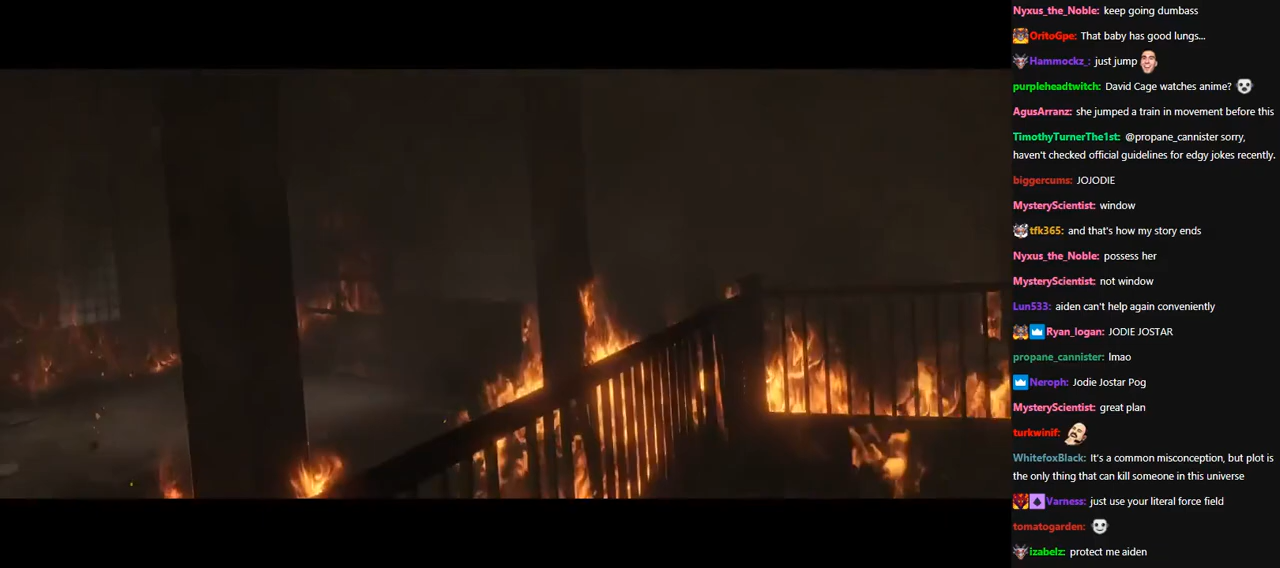 Nyxus_the_Noble: keep going dumbass
OritoGpe: That baby has good lungs...
Hammockz_: just jump
purpleheadtwitch: David Cage watches anime?
AgusArranz: she jumped a train in movement before this
TimothyTurnerThe1st: @propane_cannister sorry,
haven't checked official guidelines for edgy jokes recently.
biggercums: JOJODIE
MysteryScientist: window
tfk365: and that's how my story ends
Nyxus_the_Noble: possess her
MysteryScientist: not window
Lun533: aiden can't help again conveniently
Ryan_logan: JODIE JOSTAR
propane_cannister: lmao
Neroph: Jodie Jostar Pog
MysteryScientist: great plan
turkwinif:
WhitefoxBlack: It's a common misconception, but plot is
the only thing that can kill someone in this universe
Varness: just use your literal force field
tomatogarden:
izabelz: protect me aiden